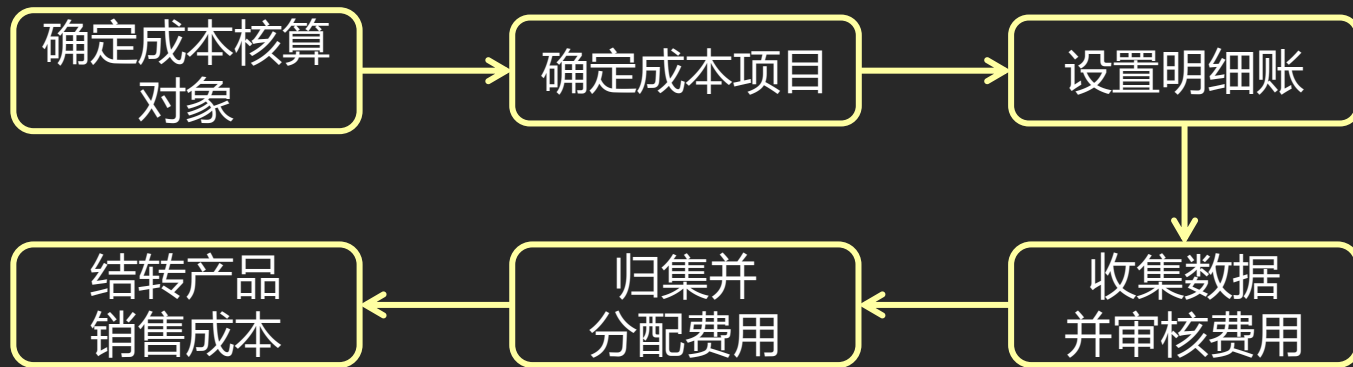 确定成本核算
对象
确定成本项目
设置明细账
收集数据
并审核费用
归集并
分配费用
结转产品
销售成本